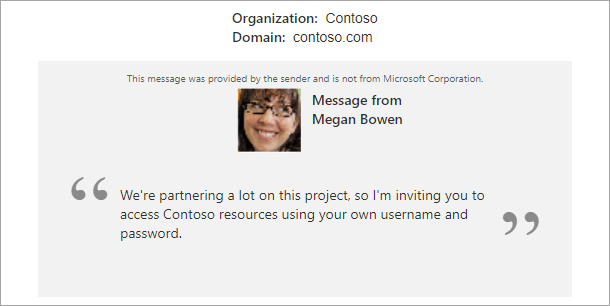 Organization: Contoso
Domain: contoso.com
This message was provided by the sender and is not from Microsoft Corporation.
Message from
Megan Bowen
“ We're partnering a lot on this project, so I'm inviting you to
access Contoso resources using your own username and
password. ”